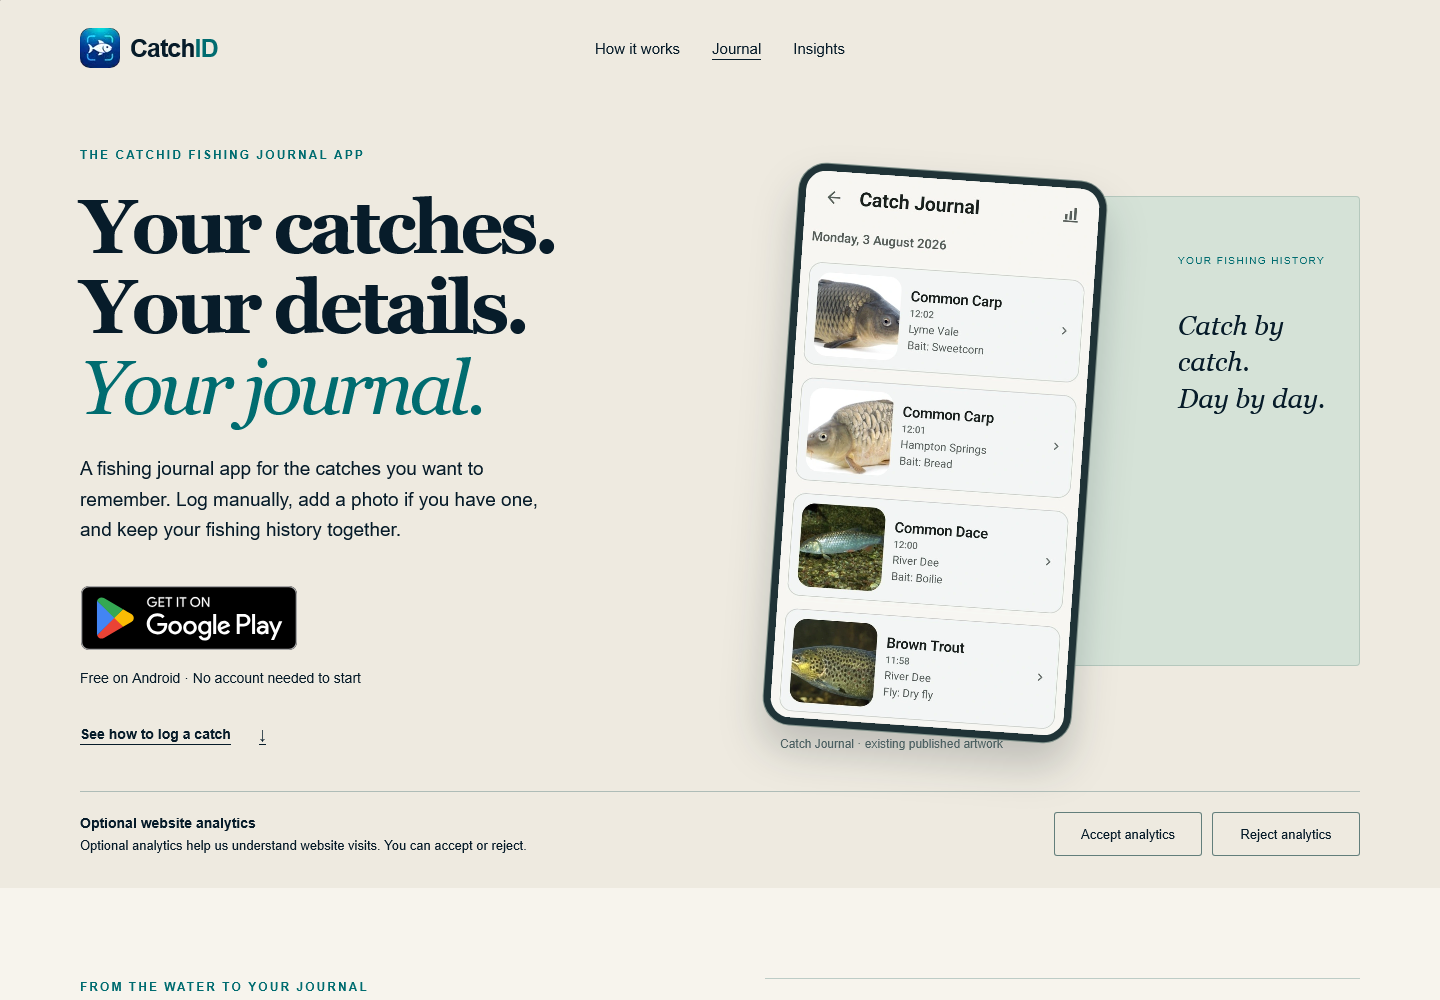 CatchID
How it works
Journal
Insights
THE CATCHID FISHING JOURNAL APP
Your catches.
Your details.
Your journal.
A fishing journal app for the catches you want to
remember. Log manually, add a photo if you have one,
and keep your fishing history together.
GET IT ON
Google Play
Free on Android · No account needed to start
See how to log a catch ↓
Catch Journal
Monday, 3 August 2026
Common Carp
12:02
Lyme Vale
Bait: Sweetcorn
Common Carp
12:01
Hampton Springs
Bait: Bread
Common Dace
12:00
River Dee
Bait: Boilie
Brown Trout
11:58
River Dee
Fly: Dry fly
Catch Journal · existing published artwork
YOUR FISHING HISTORY
Catch by
catch.
Day by day.
Optional website analytics
Optional analytics help us understand website visits. You can accept or reject.
Accept analytics
Reject analytics
FROM THE WATER TO YOUR JOURNAL